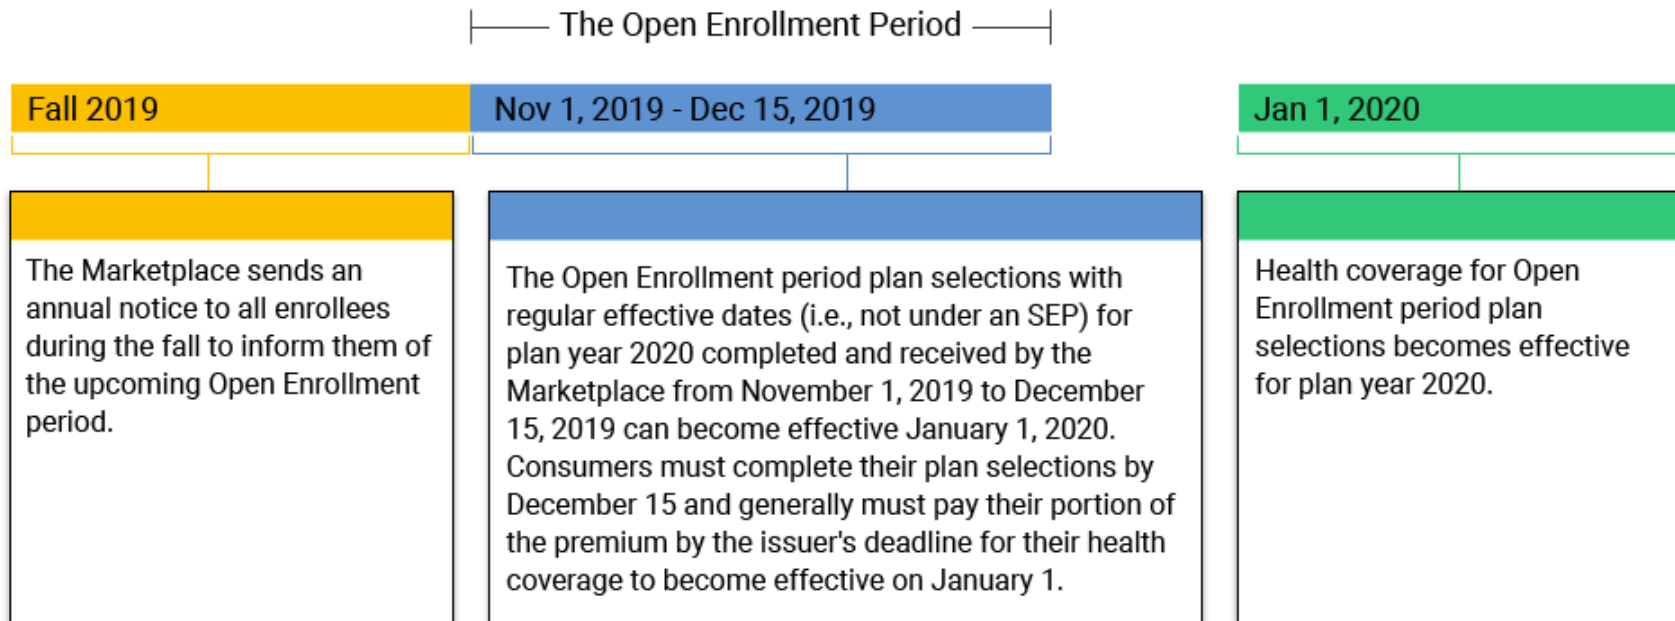 The Open Enrollment Period
Fall 2019
Nov 1, 2019 - Dec 15, 2019
Jan 1, 2020
The Marketplace sends an
annual notice to all enrollees
during the fall to inform them of
the upcoming Open Enrollment
period.
The Open Enrollment period plan selections with
regular effective dates (i.e., not under an SEP) for
plan year 2020 completed and received by the
Marketplace from November 1, 2019 to December
15, 2019 can become effective January 1, 2020.
Consumers must complete their plan selections by
December 15 and generally must pay their portion of
the premium by the issuer's deadline for their health
coverage to become effective on January 1.
Health coverage for Open
Enrollment period plan
selections becomes effective
for plan year 2020.